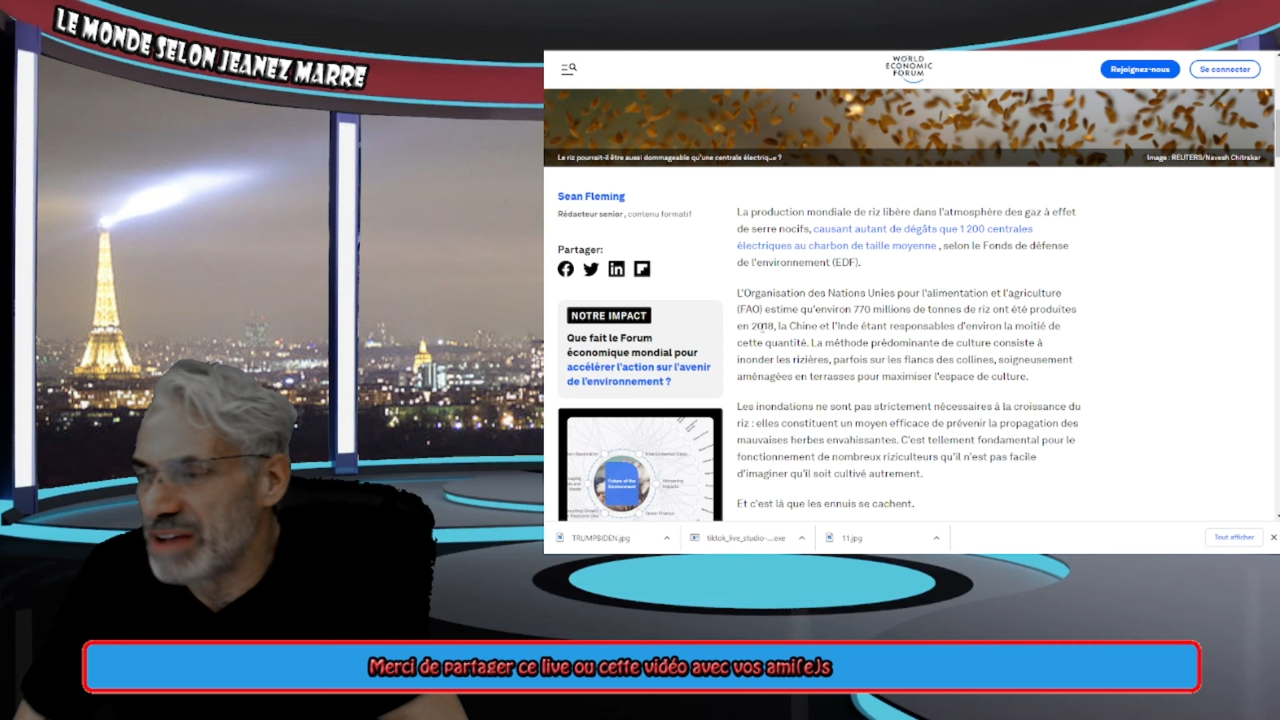 LE MONDE SELON JEANEZ MARRE
WORLD
ECONOMIC
FORUM
Rejoignez-nous
Se connecter
Le riz pourrait-il être aussi dommageable qu'une centrale électrique ?
Image : REUTERS/Navesh Chitrakar
Sean Fleming
Rédacteur senior , contenu formatif
Partager:
NOTRE IMPACT
Que fait le Forum
économique mondial pour
accélérer l'action sur l'avenir
de l'environnement ?
Future of the
Environment
La production mondiale de riz libère dans l'atmosphère des gaz à effet
de serre nocifs, causant autant de dégâts que 1 200 centrales
électriques au charbon de taille moyenne , selon le Fonds de défense
de l'environnement (EDF).
L'Organisation des Nations Unies pour l'alimentation et l'agriculture
(FAO) estime qu'environ 770 millions de tonnes de riz ont été produites
en 2018, la Chine et l'Inde étant responsables d'environ la moitié de
cette quantité. La méthode prédominante de culture consiste à
inonder les rizières, parfois sur les flancs des collines, soigneusement
aménagées en terrasses pour maximiser l'espace de culture.
Les inondations ne sont pas strictement nécessaires à la croissance du
riz : elles constituent un moyen efficace de prévenir la propagation des
mauvaises herbes envahissantes. C'est tellement fondamental pour le
fonctionnement de nombreux riziculteurs qu'il n'est pas facile
d'imaginer qu'il soit cultivé autrement.
Et c'est là que les ennuis se cachent.
TRUMPBIDEN.jpg
tiktok_live_studio-....exe
11.jpg
Tout afficher
Merci de partager ce live ou cette vidéo avec vos ami(e)s